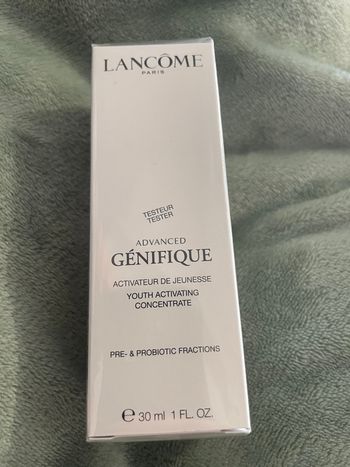 LANCÔME
PARIS
TESTEUR
TESTER
ADVANCED
GÉNIFIQUE
ACTIVATEUR DE JEUNESSE
YOUTH ACTIVATING
CONCENTRATE
PRE- & PROBIOTIC FRACTIONS
℮ 30 ml 1 FL. OZ.